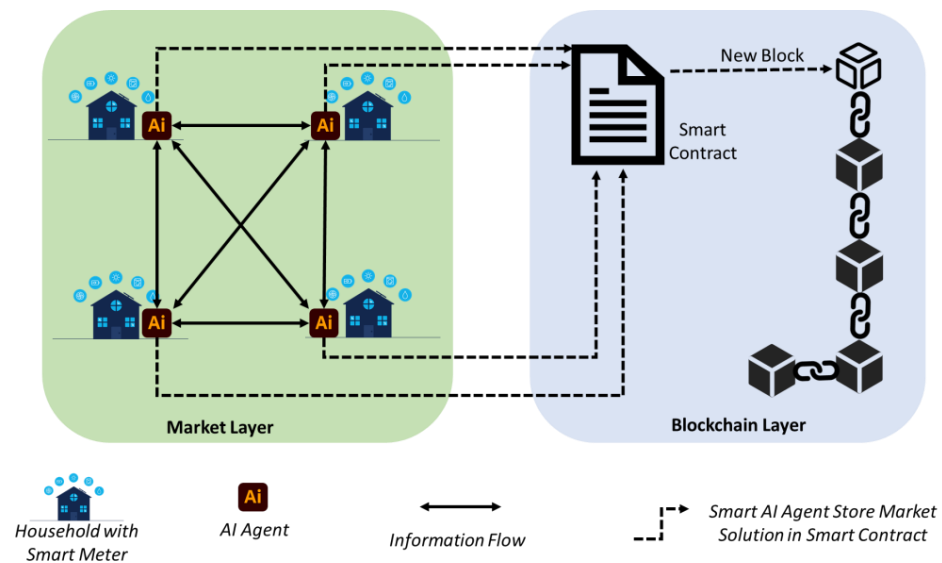 New Block
Smart
Contract
Ai
Ai
Ai
Ai
Market Layer
Blockchain Layer
Ai
Household with
Smart Meter
AI Agent
Information Flow
Smart AI Agent Store Market
Solution in Smart Contract